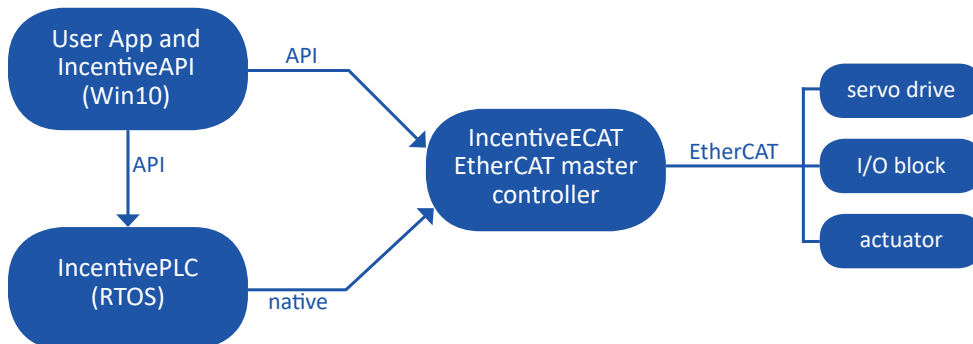 User App and
IncentiveAPI
(Win10)
API
API
IncentivePLC
(RTOS)
native
IncentiveECAT
EtherCAT master
controller
EtherCAT
servo drive
I/O block
actuator